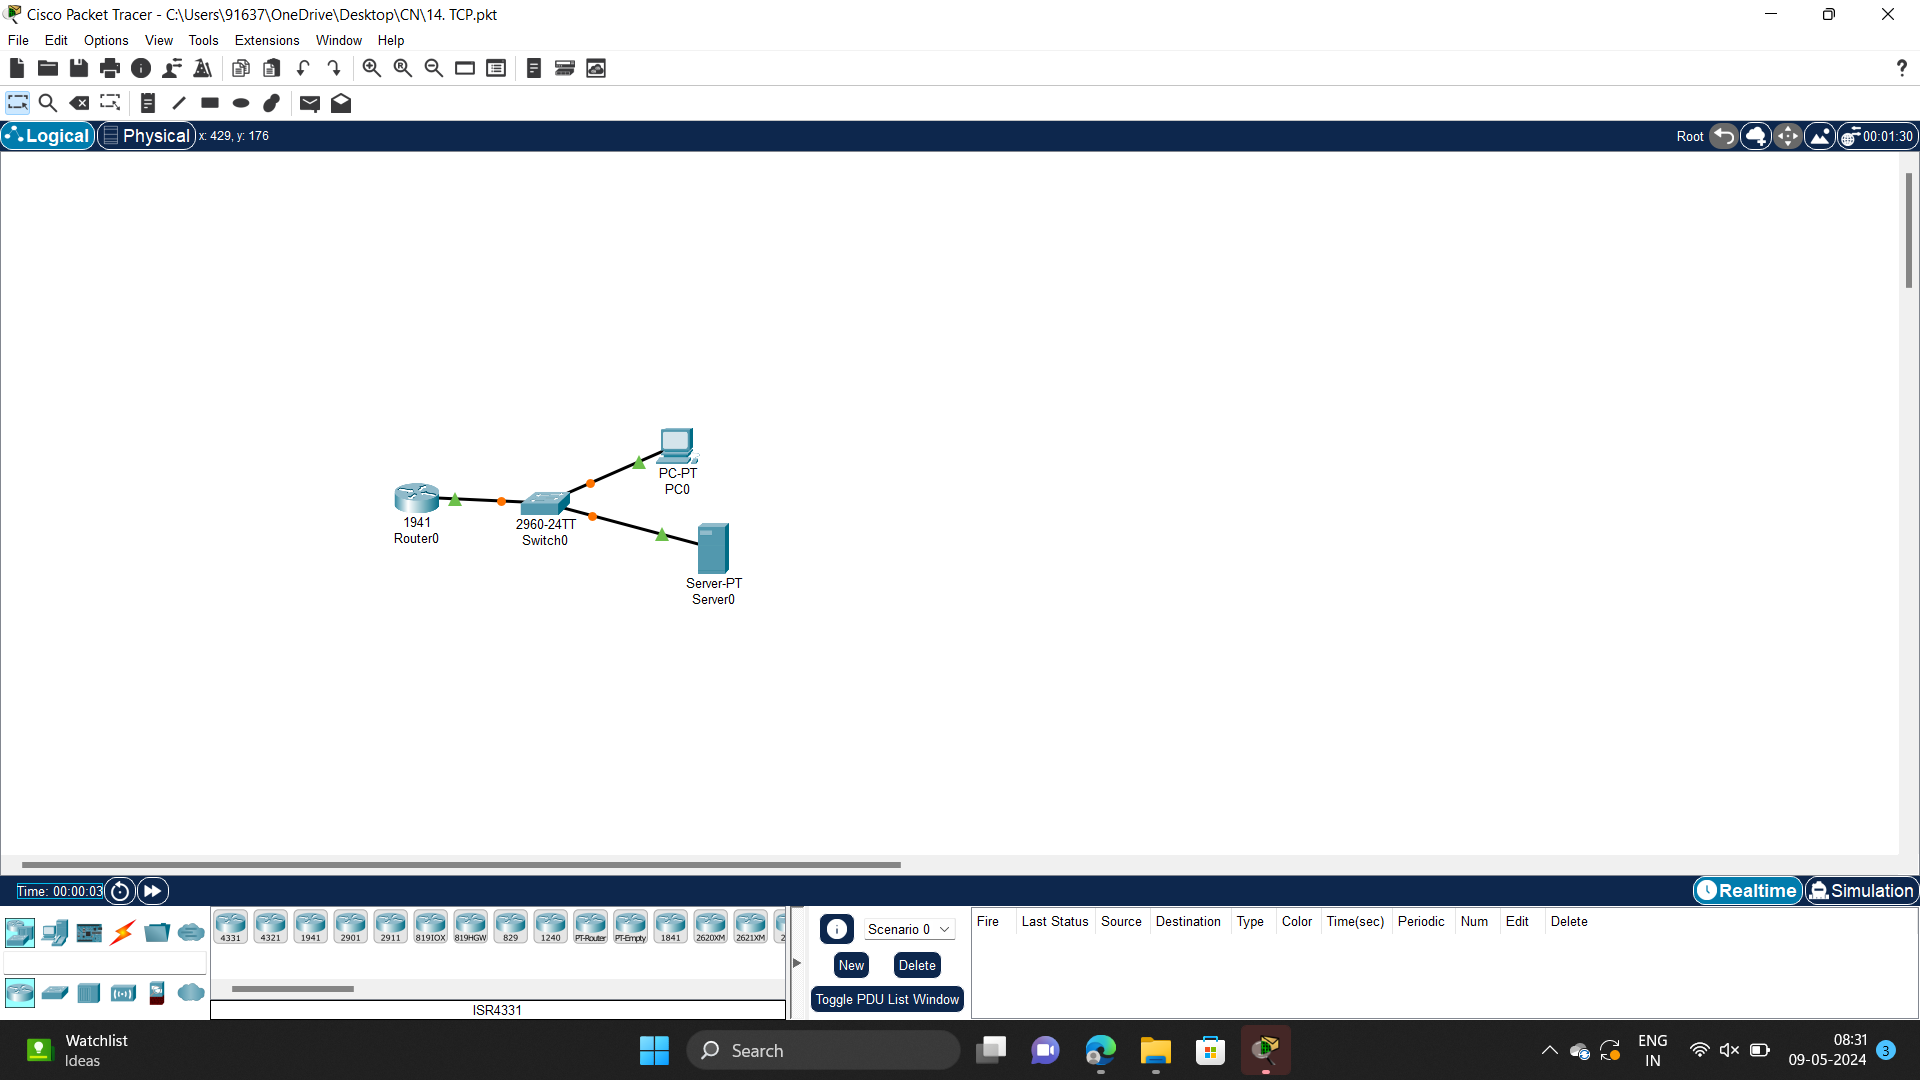 Cisco Packet Tracer - C:\Users\91637\OneDrive\Desktop\CN\14. TCP.pkt
File Edit Options View Tools Extensions Window Help
?
Logical Physical x: 429, y: 176 Root 00:01:30
PC-PT
PC0
1941
Router0
2960-24TT
Switch0
Server-PT
Server0
Time: 00:00:03 Realtime Simulation
4331 4321 1941 2901 2911 819IOX 819HGW 829 1240 PT-Router PT-Empty 1841 2620XM 2621XM 2
ISR4331
Scenario 0
New Delete
Toggle PDU List Window
Fire Last Status Source Destination Type Color Time(sec) Periodic Num Edit Delete
Watchlist
Ideas
Search
ENG
IN
08:31
09-05-2024
3